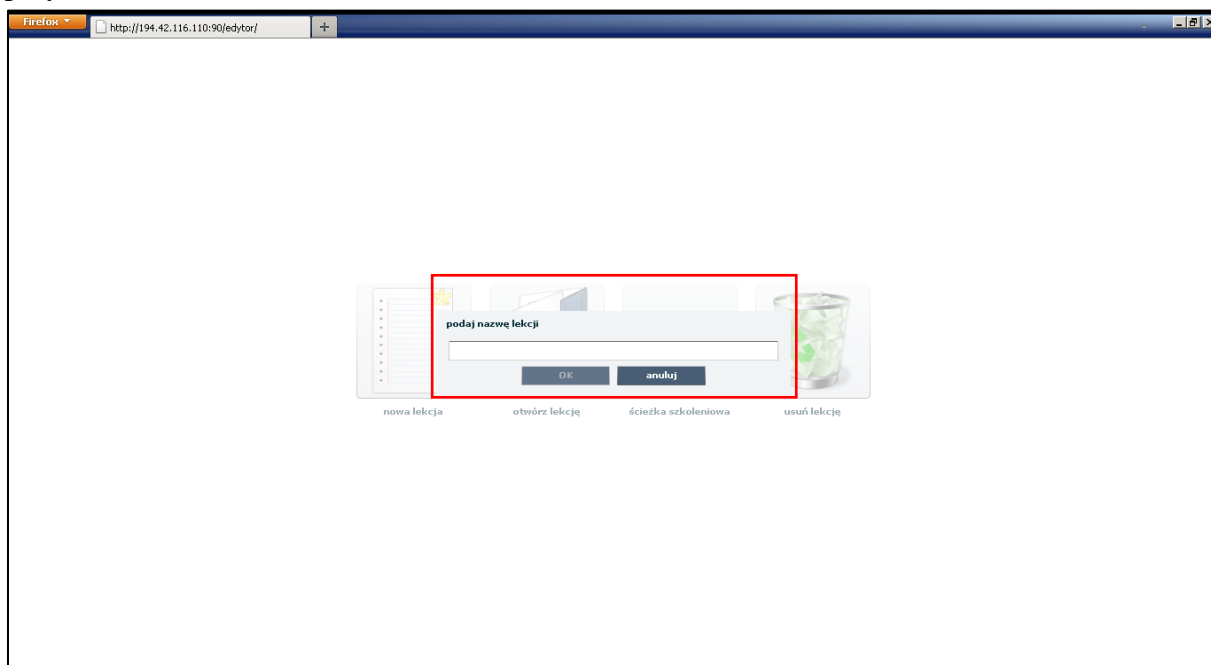 Firefox
http://194.42.116.110:90/edytor/
podaj nazwę lekcji
OK anuluj
nowa lekcja otwórz lekcję ścieżka szkoleniowa usuń lekcję